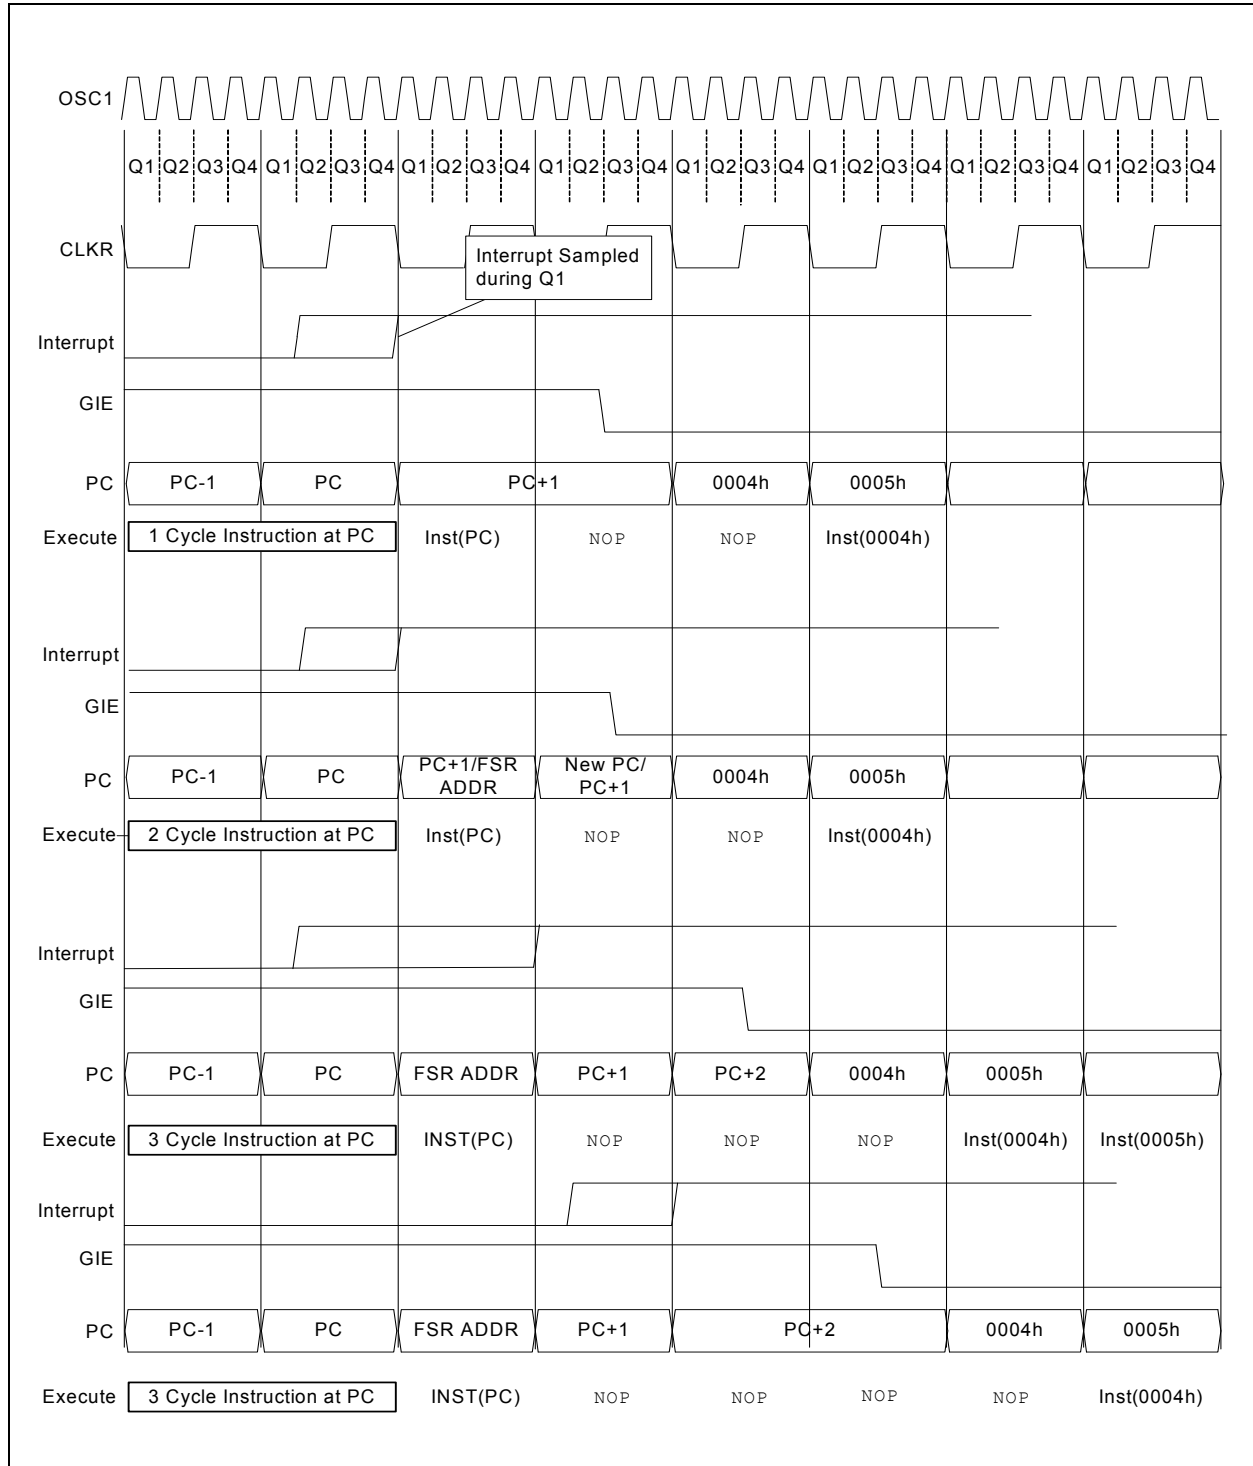 OSC1
Q1 Q2 Q3 Q4 Q1 Q2 Q3 Q4 Q1 Q2 Q3 Q4 Q1 Q2 Q3 Q4 Q1 Q2 Q3 Q4 Q1 Q2 Q3 Q4 Q1 Q2 Q3 Q4 Q1 Q2 Q3 Q4
CLKR
Interrupt Sampled
during Q1
Interrupt
GIE
PC PC-1 PC PC+1 0004h 0005h
Execute 1 Cycle Instruction at PC Inst(PC) NOP NOP Inst(0004h)
Interrupt
GIE
PC PC-1 PC PC+1/FSR ADDR New PC/ PC+1 0004h 0005h
Execute 2 Cycle Instruction at PC Inst(PC) NOP NOP Inst(0004h)
Interrupt
GIE
PC PC-1 PC FSR ADDR PC+1 PC+2 0004h 0005h
Execute 3 Cycle Instruction at PC INST(PC) NOP NOP NOP Inst(0004h) Inst(0005h)
Interrupt
GIE
PC PC-1 PC FSR ADDR PC+1 PC+2 0004h 0005h
Execute 3 Cycle Instruction at PC INST(PC) NOP NOP NOP NOP Inst(0004h)